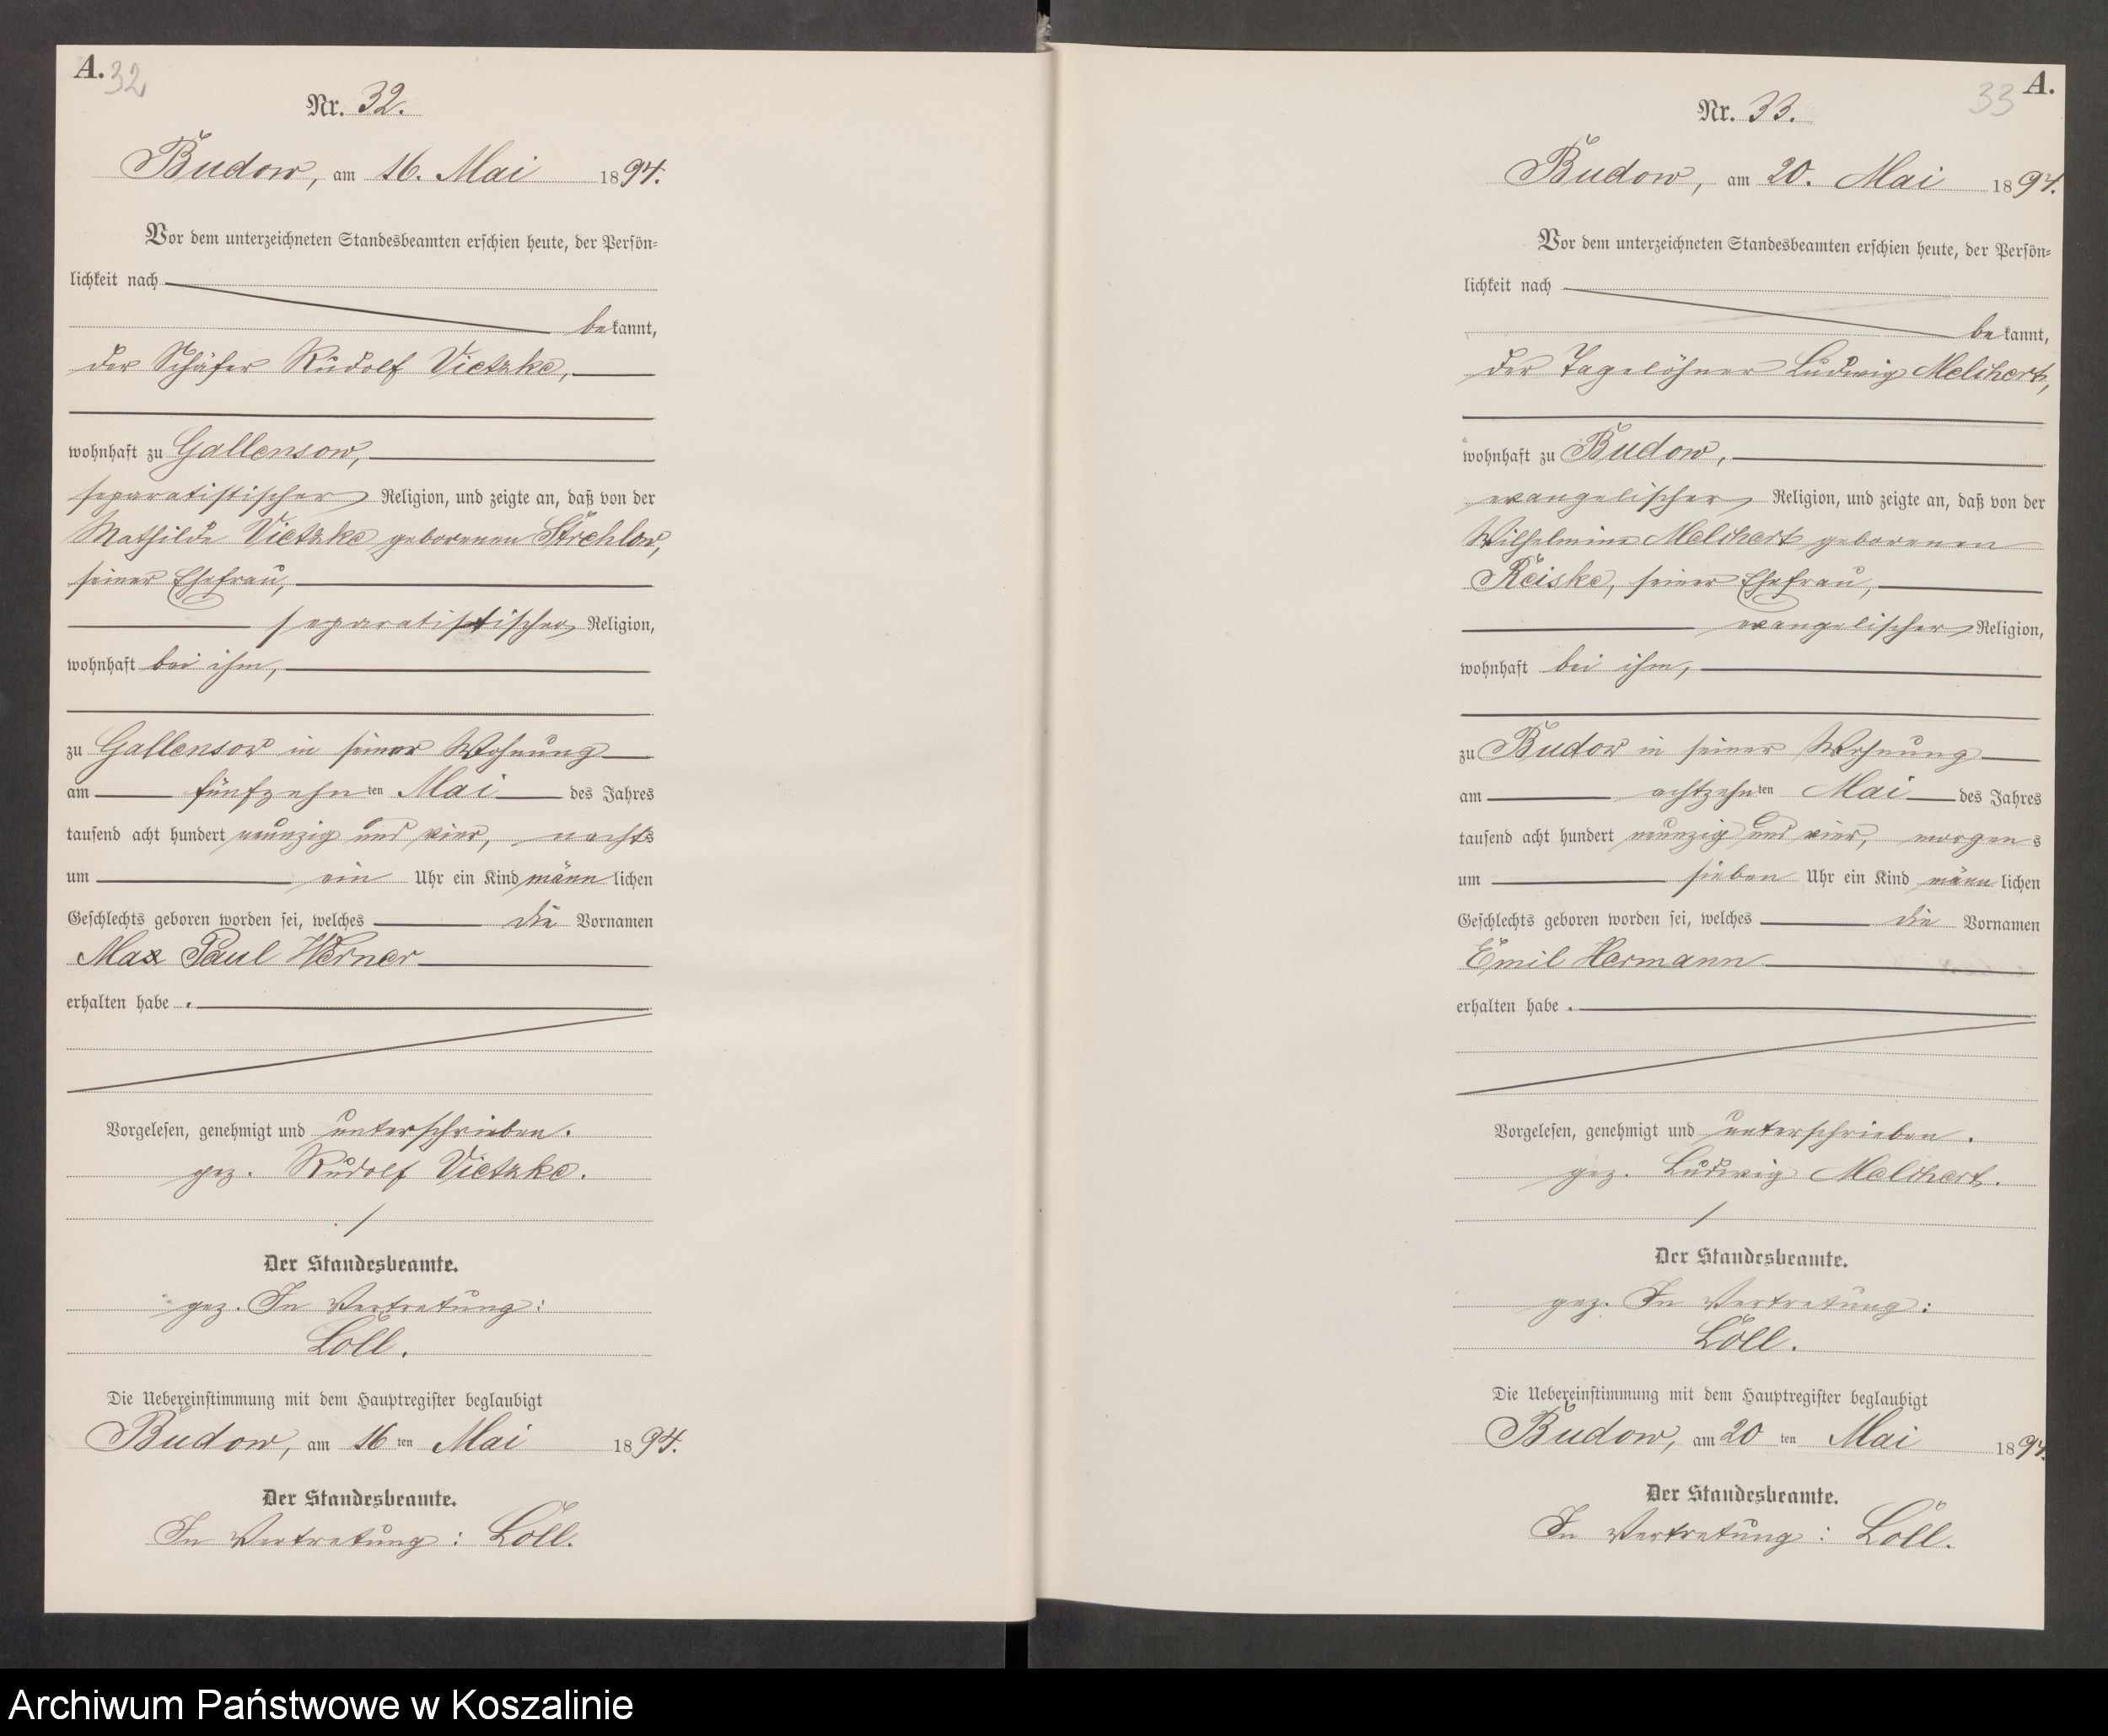 A. 32
Nr. 32.
Budow, am 16. Mai 1894.
Vor dem unterzeichneten Standesbeamten erschien heute, der Persön-
lichkeit nach
bekannt,
der Schäfer Rudolf Vietzke,
wohnhaft zu Gallensow,
separatistischer Religion, und zeigte an, daß von der
Mathilde Vietzke geborenen Strehlow,
seiner Ehefrau,
separatistischer Religion,
wohnhaft bei ihm,
zu Gallensow in seiner Wohnung
am fünfzehnten Mai des Jahres
tausend acht hundert neunzig und vier, nachts
um ein Uhr ein Kind männlichen
Geschlechts geboren worden sei, welches die Vornamen
Max Paul Werner
erhalten habe.
Vorgelesen, genehmigt und unterschrieben.
gez. Rudolf Vietzke.
Der Standesbeamte.
gez. In Vertretung:
Löll.
Die Uebereinstimmung mit dem Hauptregister beglaubigt
Budow, am 16ten Mai 1894.
Der Standesbeamte.
In Vertretung: Löll.
33 A.
Nr. 33.
Budow, am 20. Mai 1894.
Vor dem unterzeichneten Standesbeamten erschien heute, der Persön-
lichkeit nach
bekannt,
der Tagelöhner Ludwig Melchert,
wohnhaft zu Budow,
evangelischer Religion, und zeigte an, daß von der
Wilhelmine Melchert geborenen
Reiske, seiner Ehefrau,
evangelischer Religion,
wohnhaft bei ihm,
zu Budow in seiner Wohnung
am achtzehnten Mai des Jahres
tausend acht hundert neunzig und vier, morgens
um sieben Uhr ein Kind männlichen
Geschlechts geboren worden sei, welches die Vornamen
Emil Hermann
erhalten habe.
Vorgelesen, genehmigt und unterschrieben.
gez. Ludwig Melchert.
Der Standesbeamte.
gez. In Vertretung:
Löll.
Die Uebereinstimmung mit dem Hauptregister beglaubigt
Budow, am 20ten Mai 1894.
Der Standesbeamte.
In Vertretung: Löll.
Archiwum Państwowe w Koszalinie